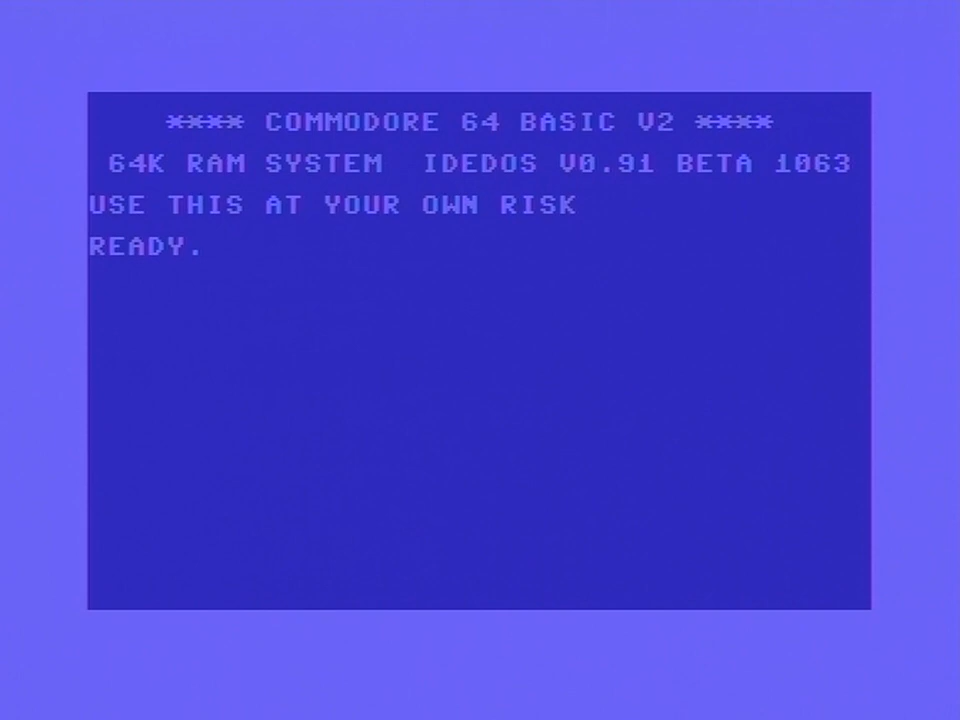 **** COMMODORE 64 BASIC V2 ****
64K RAM SYSTEM  IDEDOS V0.91 BETA 1063
USE THIS AT YOUR OWN RISK
READY.